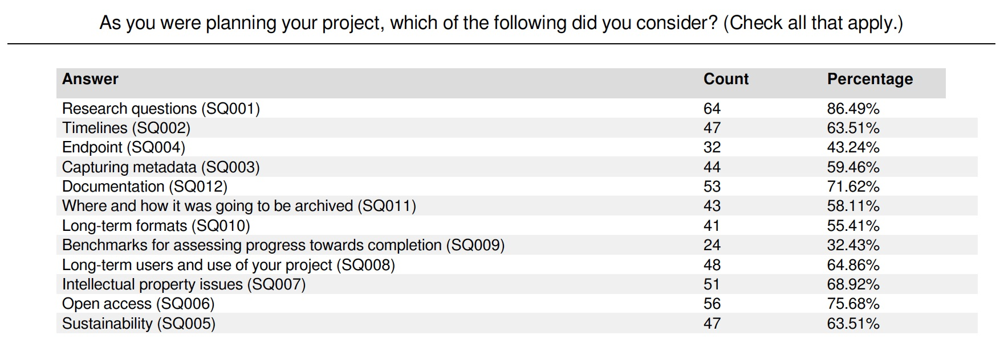 As you were planning your project, which of the following did you consider? (Check all that apply.)
Answer Count Percentage
Research questions (SQ001) 64 86.49%
Timelines (SQ002) 47 63.51%
Endpoint (SQ004) 32 43.24%
Capturing metadata (SQ003) 44 59.46%
Documentation (SQ012) 53 71.62%
Where and how it was going to be archived (SQ011) 43 58.11%
Long-term formats (SQ010) 41 55.41%
Benchmarks for assessing progress towards completion (SQ009) 24 32.43%
Long-term users and use of your project (SQ008) 48 64.86%
Intellectual property issues (SQ007) 51 68.92%
Open access (SQ006) 56 75.68%
Sustainability (SQ005) 47 63.51%